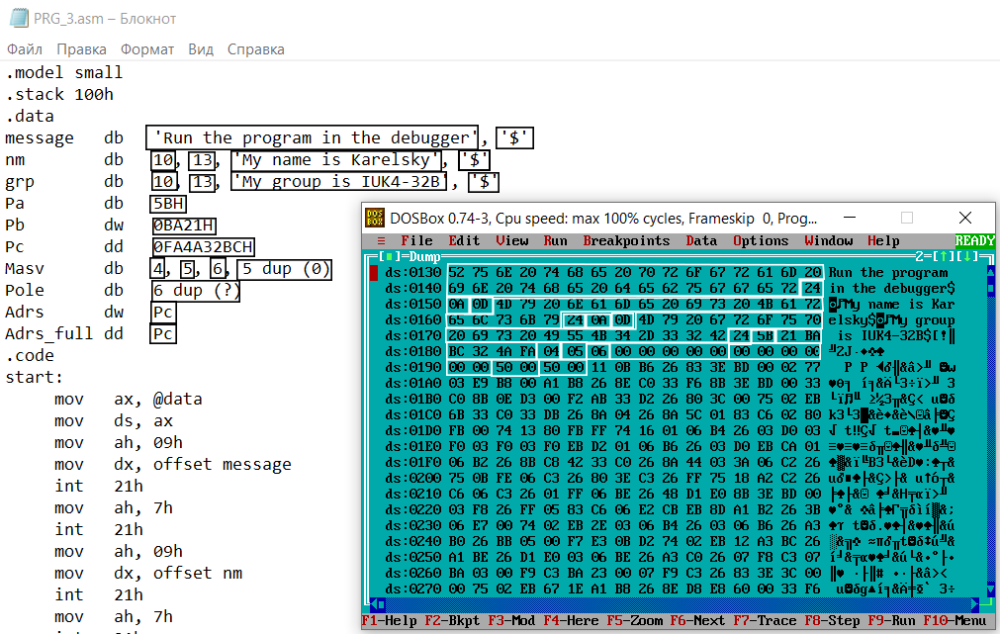 PRG_3.asm – Блокнот
Файл Правка Формат Вид Справка
.model small
.stack 100h
.data
message db 'Run the program in the debugger', '$'
nm db 10, 13, 'My name is Karelsky', '$'
grp db 10, 13, 'My group is IUK4-32B', '$'
Pa db 5BH
Pb dw 0BA21H
Pc dd 0FA4A32BCH
Masv db 4, 5, 6, 5 dup (0)
Pole db 6 dup (?)
Adrs dw Pc
Adrs_full dd Pc
.code
start:
mov ax, @data
mov ds, ax
mov ah, 09h
mov dx, offset message
int 21h
mov ah, 7h
int 21h
mov ah, 09h
mov dx, offset nm
int 21h
mov ah, 7h
DOSBox 0.74-3, Cpu speed: max 100% cycles, Frameskip 0, Prog...
≡ File Edit View Run Breakpoints Data Options Window Help READY
[■]=Dump 2=[↑][↓]
ds:0130 52 75 6E 20 74 68 65 20 70 72 6F 67 72 61 6D 20 Run the program
ds:0140 69 6E 20 74 68 65 20 64 65 62 75 67 67 65 72 24 in the debugger$
ds:0150 0A 0D 4D 79 20 6E 61 6D 65 20 69 73 20 4B 61 72 My name is Kar
ds:0160 65 6C 73 6B 79 24 0A 0D 4D 79 20 67 72 6F 75 70 elsky$ My group
ds:0170 20 69 73 20 49 55 4B 34 2D 33 32 42 24 5B 21 BA is IUK4-32B$[!║
ds:0180 BC 32 4A FA 04 05 06 00 00 00 00 00 00 00 00 00 ╝2J·♦♣♠
ds:0190 00 00 50 00 50 00 11 0B B6 26 83 3E BD 00 02 77
ds:01A0 03 E9 B8 00 A1 B8 26 8E C0 33 F6 8B 3E BD 00 33
ds:01B0 C0 8B 0E D3 00 F2 AB 33 D2 26 80 3C 00 75 02 EB
ds:01C0 6B 33 C0 33 DB 26 8A 04 26 8A 5C 01 83 C6 02 80
ds:01D0 FB 00 74 13 80 FB FF 74 16 01 06 B4 26 03 D0 03
ds:01E0 F0 03 F0 03 F0 EB D2 01 06 B6 26 03 D0 EB CA 01
ds:01F0 06 B2 26 8B C8 42 33 C0 26 8A 44 03 3A 06 C2 26
ds:0200 75 0B FE 06 C3 26 80 3E C3 26 FF 75 18 A2 C2 26
ds:0210 C6 06 C3 26 01 FF 06 BE 26 48 D1 E0 8B 3E BD 00
ds:0220 03 F8 26 FF 05 83 C6 06 E2 CB EB 8D A1 B2 26 3B
ds:0230 06 E7 00 74 02 EB 2E 03 06 B4 26 03 06 B6 26 A3
ds:0240 B0 26 BB 05 00 F7 E3 0B D2 74 02 EB 12 A3 BC 26
ds:0250 A1 BE 26 D1 E0 03 06 BE 26 A3 C0 26 07 F8 C3 07
ds:0260 BA 03 00 F9 C3 BA 23 00 07 F9 C3 26 83 3E 3C 00
ds:0270 00 75 02 EB 67 1E A1 B8 26 8E D8 E8 60 00 33 F6
F1-Help F2-Bkpt F3-Mod F4-Here F5-Zoom F6-Next F7-Trace F8-Step F9-Run F10-Menu